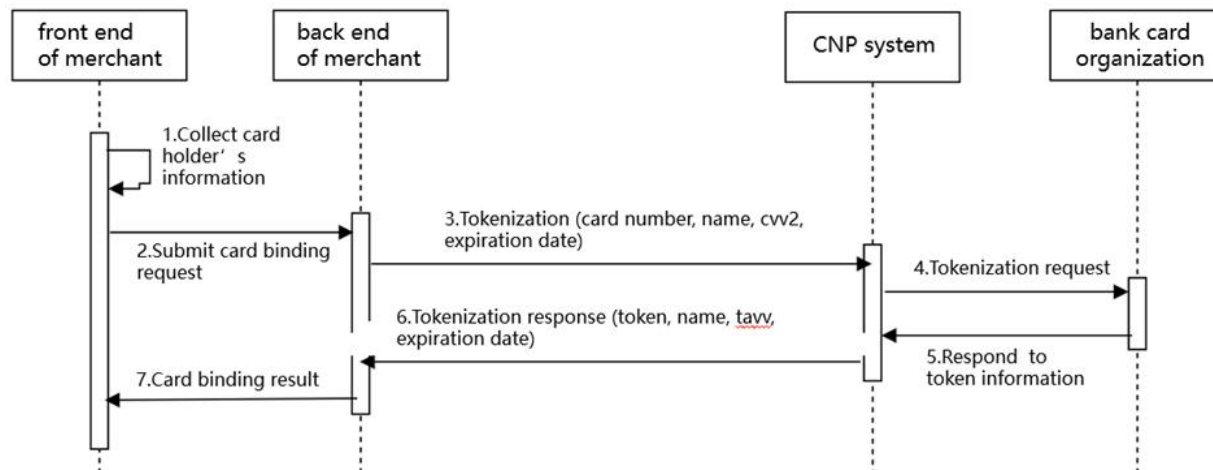 front end
of merchant
back end
of merchant
CNP system
bank card
organization
1.Collect card
holder’ s
information
2.Submit card binding
request
3.Tokenization (card number, name, cvv2,
expiration date)
4.Tokenization request
5.Respond to
token information
6.Tokenization response (token, name, tavv,
expiration date)
7.Card binding result